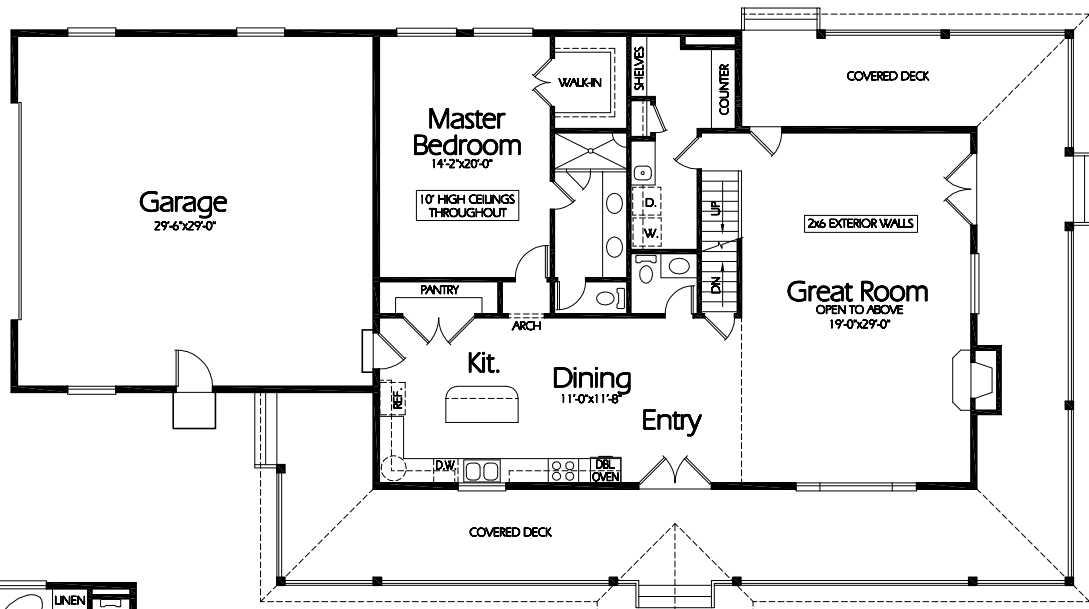 COVERED DECK
SHELVES
COUNTER
WALK-IN
Master
Bedroom
14'-2"x20'-0"
10' HIGH CEILINGS
THROUGHOUT
Garage
29'-6"x29'-0"
D.
W.
UP
DN
2x6 EXTERIOR WALLS
Great Room
OPEN TO ABOVE
19'-0"x29'-0"
PANTRY
ARCH
Kit.
Dining
11'-0"x11'-8"
REF.
Entry
D.W.
DBL.
OVEN
COVERED DECK
LINEN